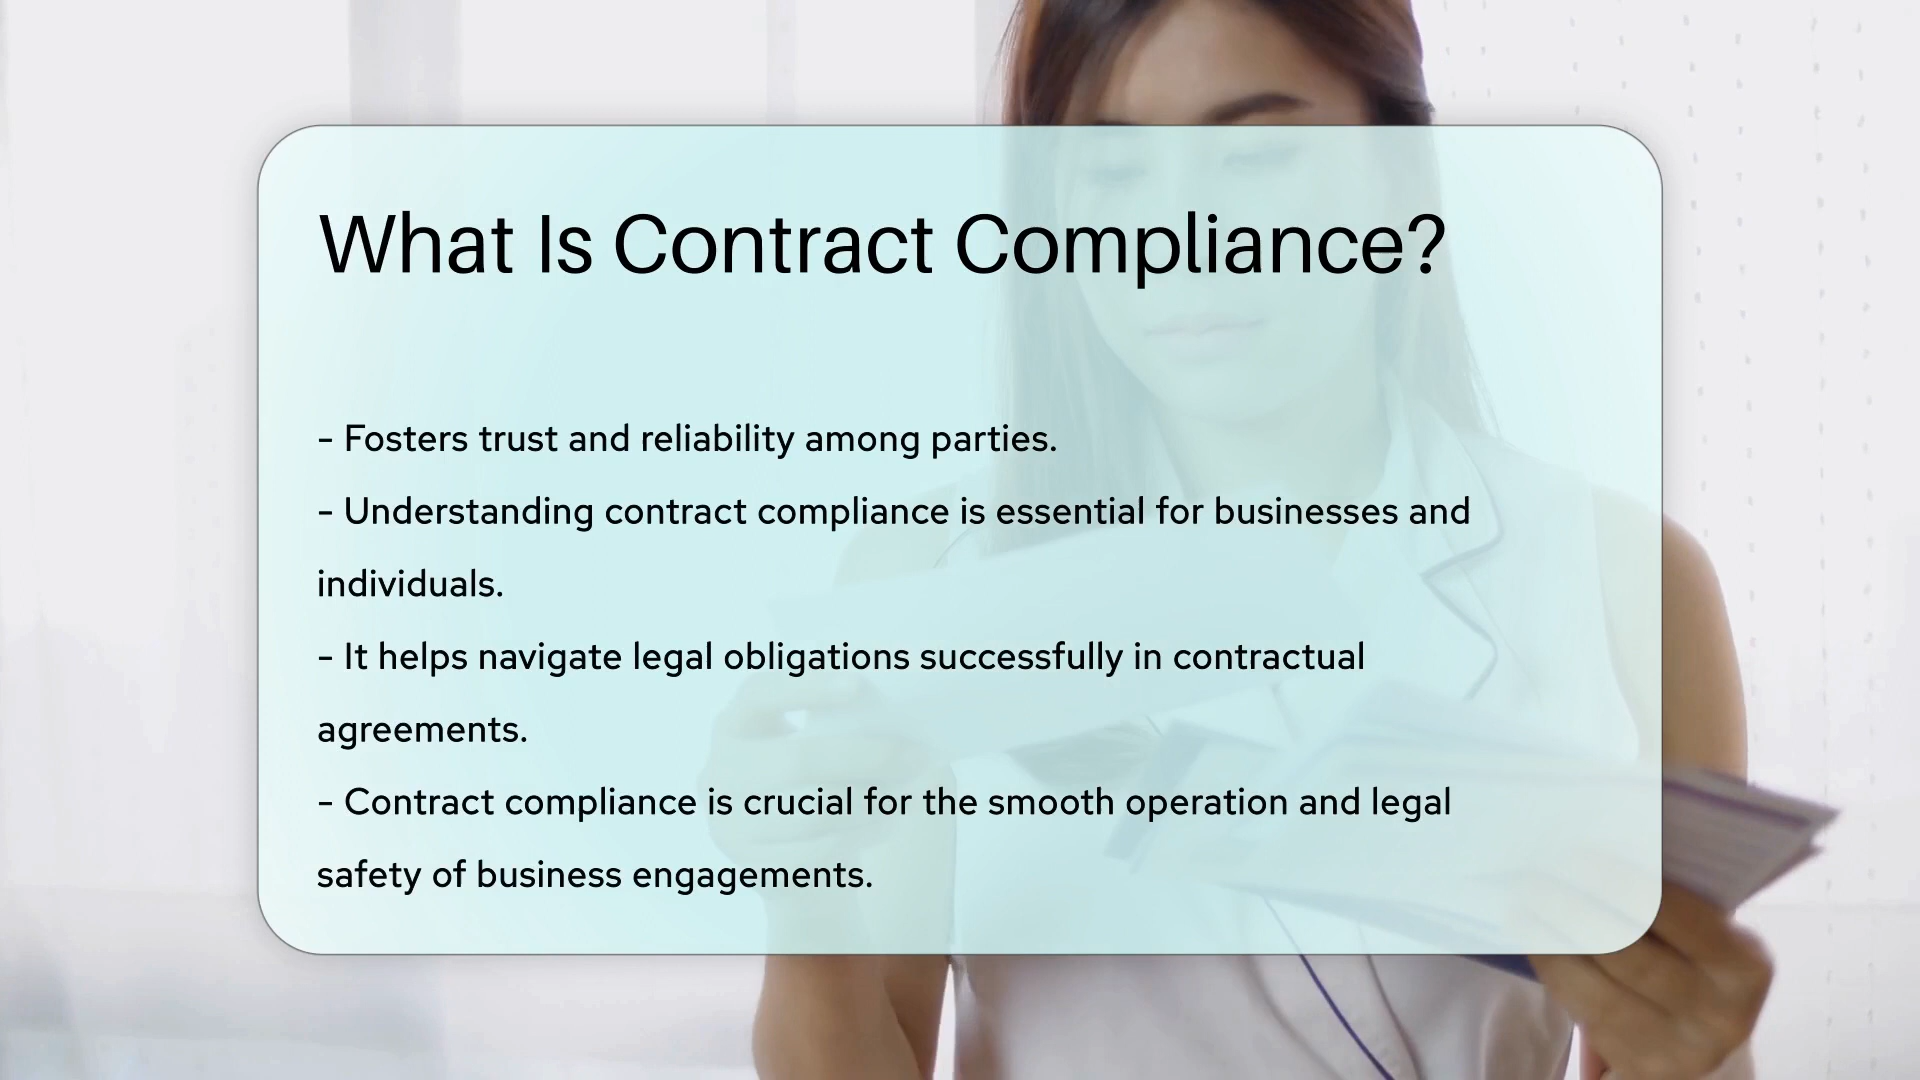 What Is Contract Compliance?
- Fosters trust and reliability among parties.
- Understanding contract compliance is essential for businesses and
individuals.
- It helps navigate legal obligations successfully in contractual
agreements.
- Contract compliance is crucial for the smooth operation and legal
safety of business engagements.